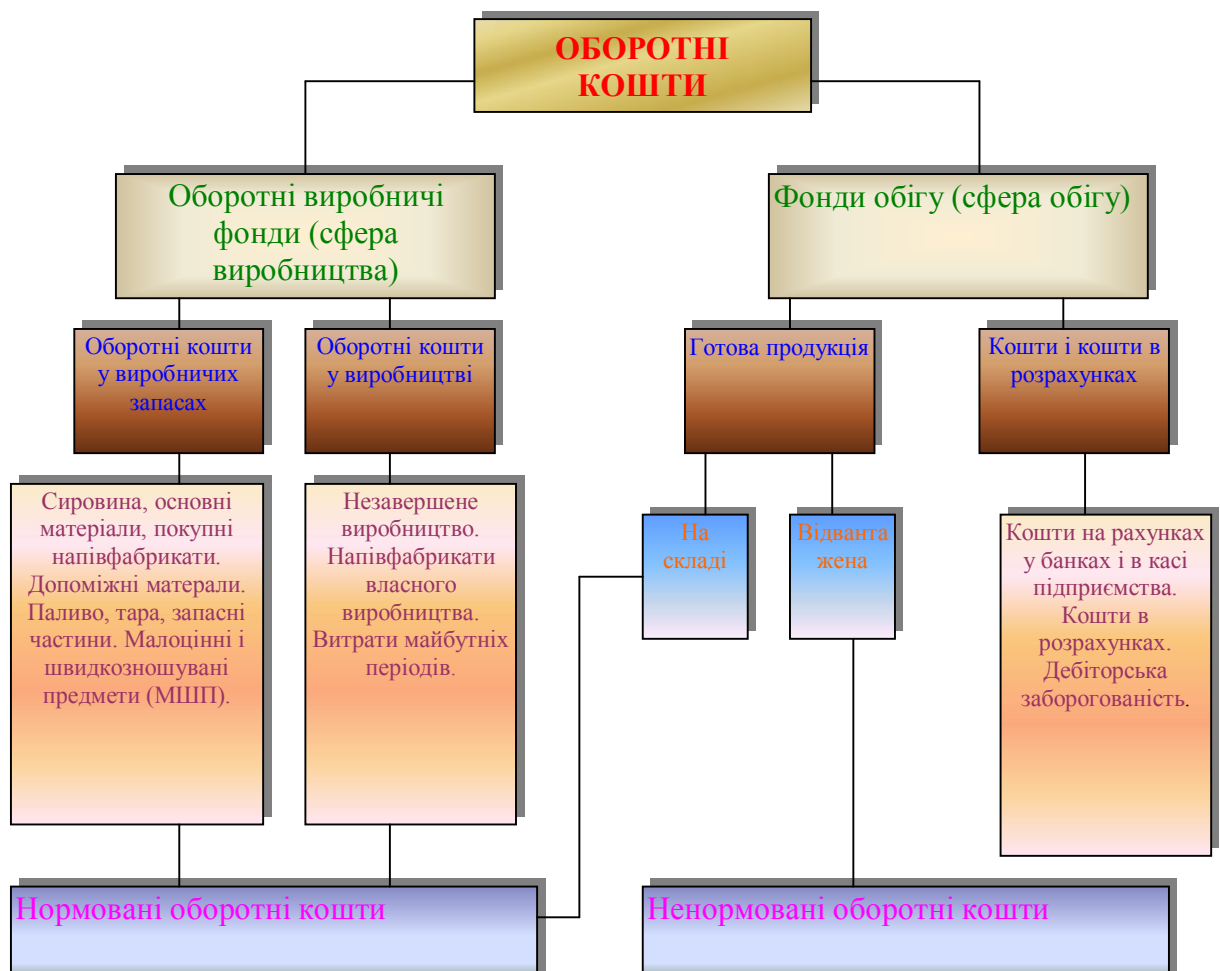 ОБОРОТНІ
КОШТИ
Оборотні виробничі
фонди (сфера
виробництва)
Фонди обігу (сфера обігу)
Оборотні кошти
у виробничих
запасах
Оборотні кошти
у виробництві
Готова продукція
Кошти і кошти в
розрахунках
Сировина, основні
матеріали, покупні
напівфабрикати.
Допоміжні матерали.
Паливо, тара, запасні
частини. Малоцінні і
швидкозношувані
предмети (МШП).
Незавершене
виробництво.
Напівфабрикати
власного
виробництва.
Витрати майбутніх
періодів.
На
складі
Відванта
жена
Кошти на рахунках
у банках і в касі
підприємства.
Кошти в
розрахунках.
Дебіторська
заборогованість.
Нормовані оборотні кошти
Ненормовані оборотні кошти